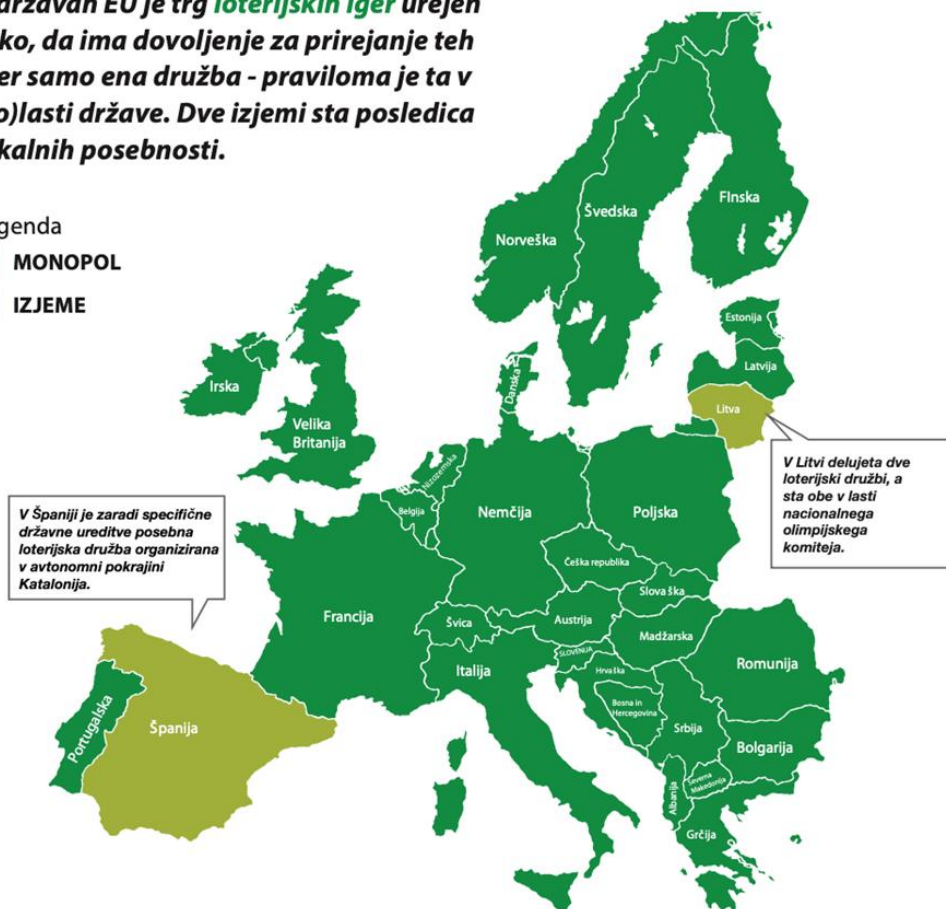 državah EU je trg loterijskih iger urejen
ko, da ima dovoljenje za prirejanje teh
er samo ena družba - praviloma je ta v
o)lasti države. Dve izjemi sta posledica
kalnih posebnosti.
genda
MONOPOL
IZJEME
FInska
Švedska
Norveška
Estonija
Latvija
Danska
Irska
Litva
Velika
Britanija
V Litvi delujeta dve
loterijski družbi, a
sta obe v lasti
nacionalnega
olimpijskega
komiteja.
Nizozemska
Belgija
Nemčija
Poljska
V Španiji je zaradi specifične
državne ureditve posebna
loterijska družba organizirana
v avtonomni pokrajini
Katalonija.
Češka republika
Slova ška
Francija
Švica
Austrija
Madžarska
SLOVENIJA
Italija
Hrva ška
Romunija
Bosna in
Hercegovina
Portugalska
Španija
Srbija
Bolgarija
Severna
Makedonija
Albanija
Grčija